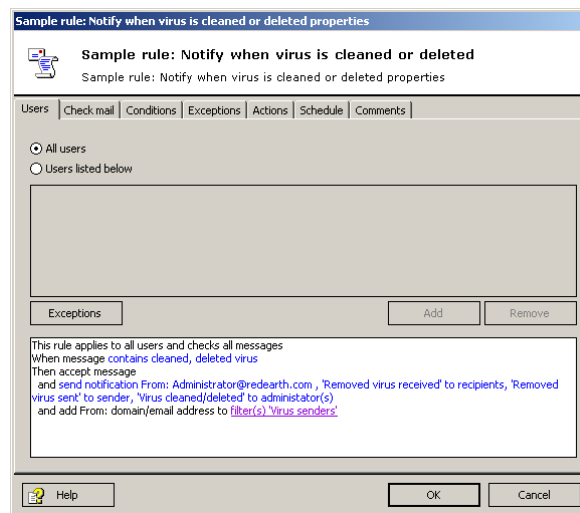 Sample rule: Notify when virus is cleaned or deleted properties
Sample rule: Notify when virus is cleaned or deleted
Sample rule: Notify when virus is cleaned or deleted properties
Users Check mail Conditions Exceptions Actions Schedule Comments
All users
Users listed below
Exceptions Add Remove
This rule applies to all users and checks all messages
When message contains cleaned, deleted virus
Then accept message
and send notification From: Administrator@redearth.com , 'Removed virus received' to recipients, 'Removed
virus sent' to sender, 'Virus cleaned/deleted' to administator(s)
and add From: domain/email address to filter(s) 'Virus senders'
Help OK Cancel